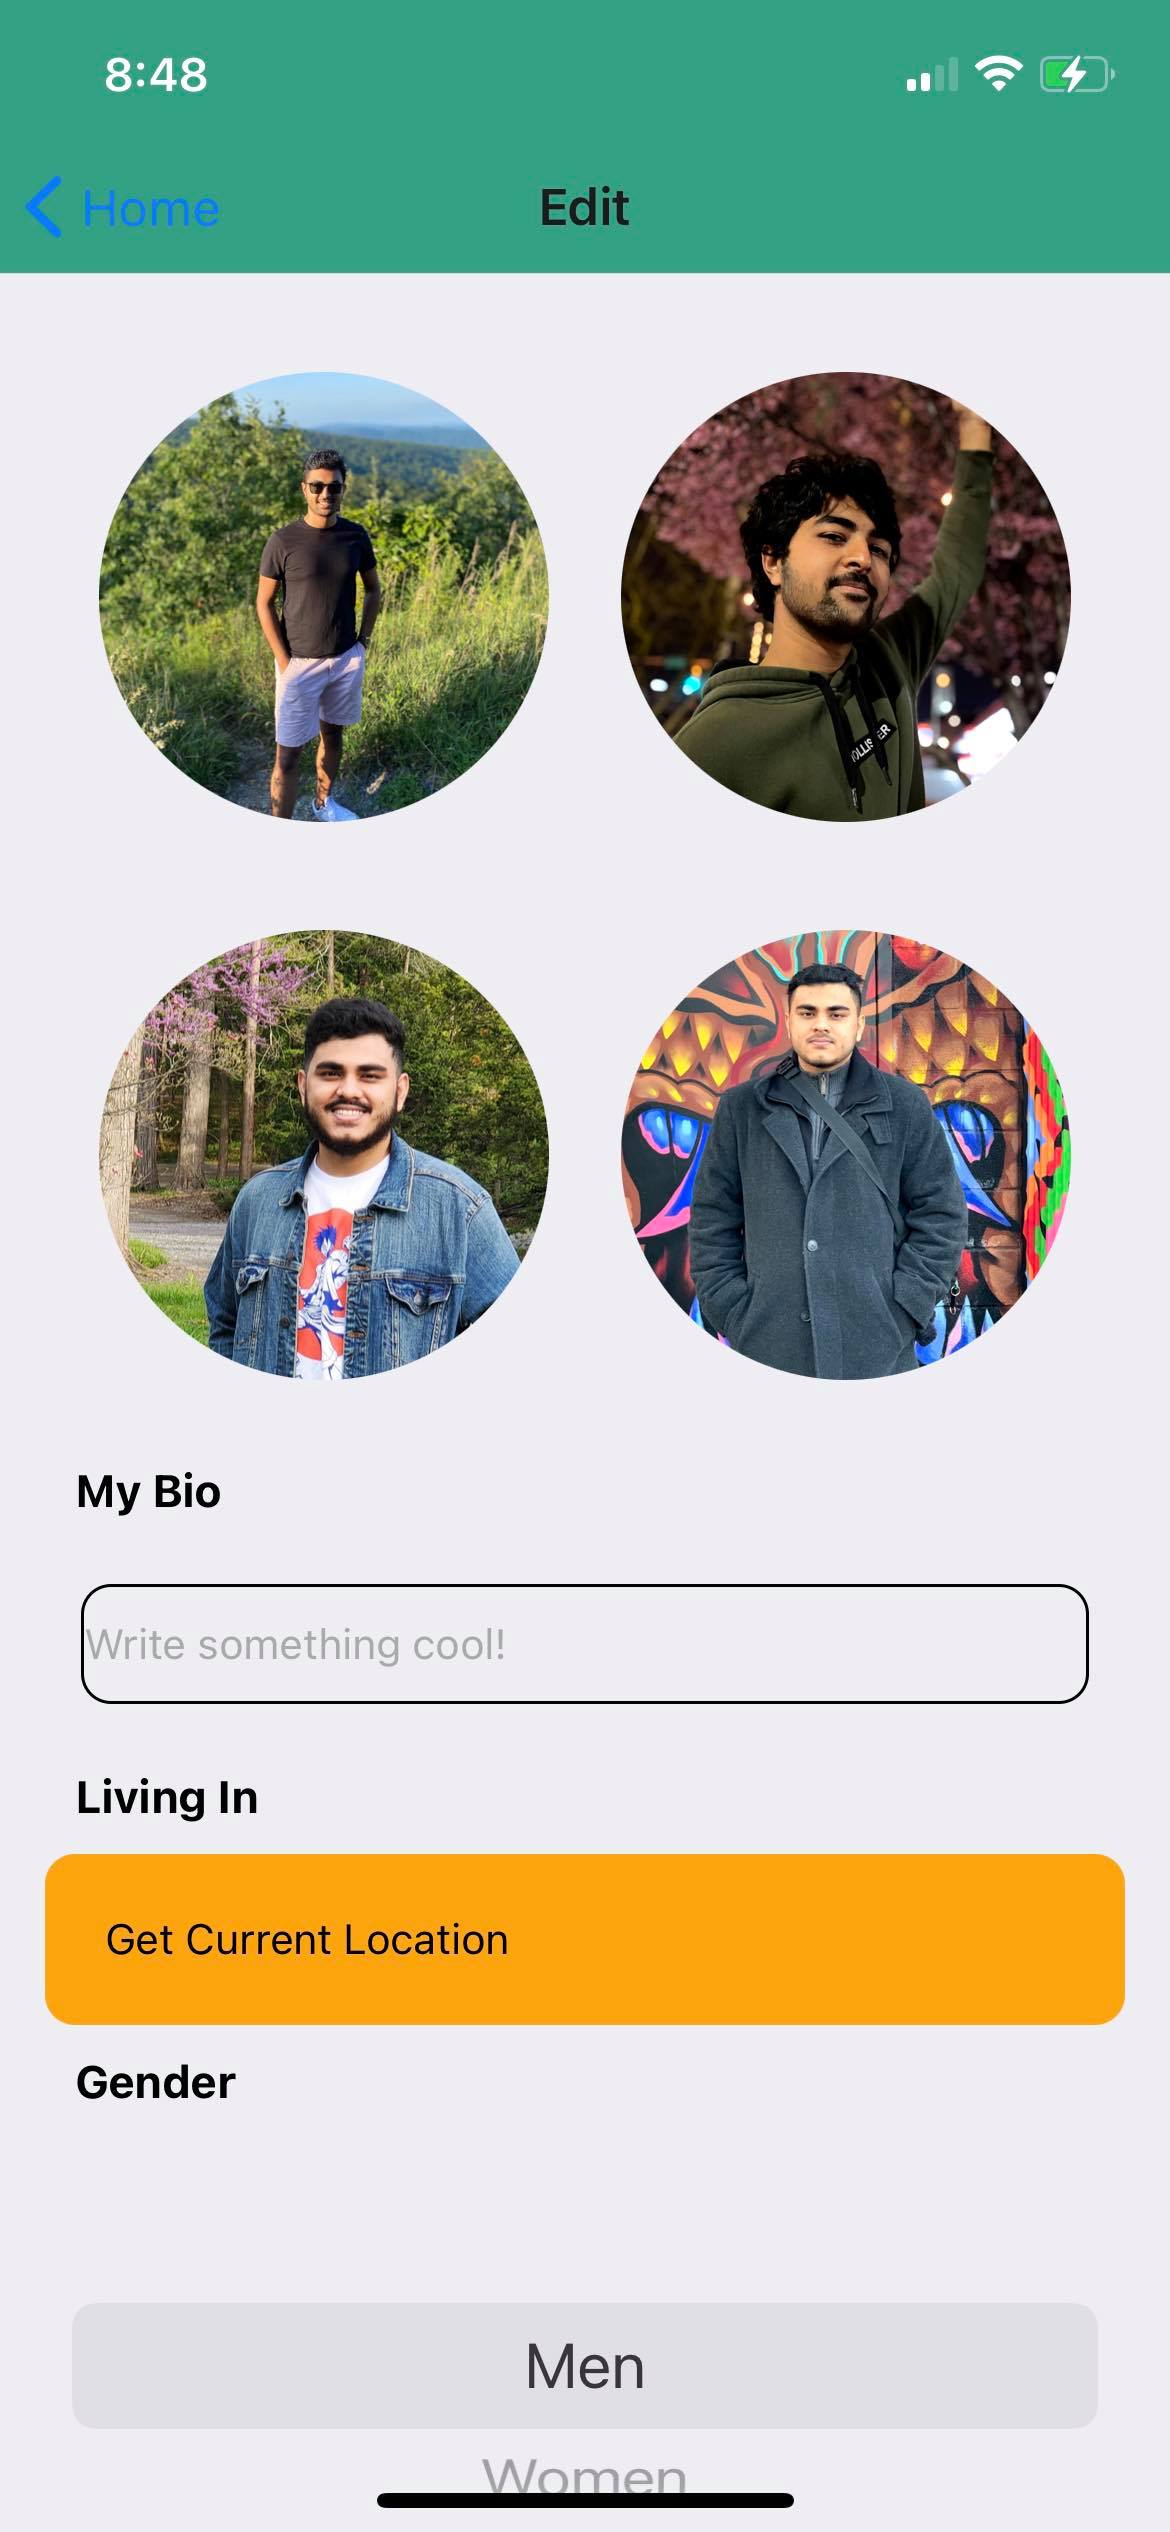 8:48
Home
Edit
My Bio
Write something cool!
Living In
Get Current Location
Gender
Men
Women